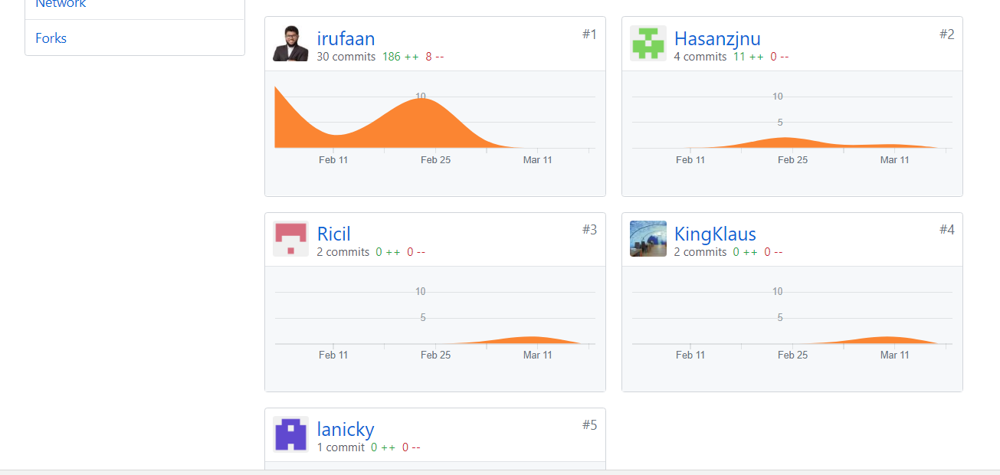 Network
Forks
irufaan
#1
30 commits 186 ++ 8 --
10
Feb 11
Feb 25
Mar 11
Hasanzjnu
#2
4 commits 11 ++ 0 --
10
5
Feb 11
Feb 25
Mar 11
Ricil
#3
2 commits 0 ++ 0 --
10
5
Feb 11
Feb 25
Mar 11
KingKlaus
#4
2 commits 0 ++ 0 --
10
5
Feb 11
Feb 25
Mar 11
lanicky
#5
1 commit 0 ++ 0 --